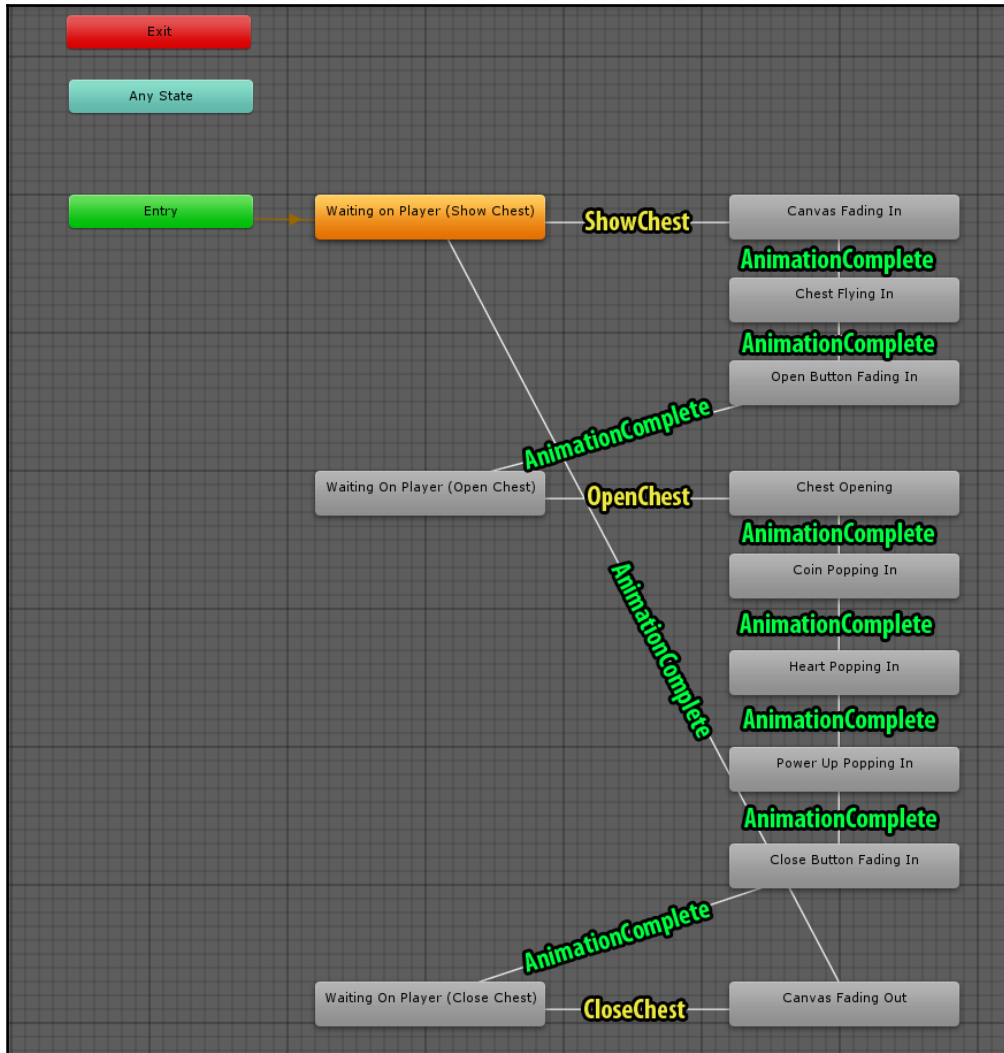 Exit
Any State
Entry
Waiting on Player (Show Chest)
ShowChest
Canvas Fading In
AnimationComplete
Chest Flying In
AnimationComplete
Open Button Fading In
AnimationComplete
Waiting On Player (Open Chest)
OpenChest
Chest Opening
AnimationComplete
Coin Popping In
AnimationComplete
AnimationComplete
Heart Popping In
AnimationComplete
Power Up Popping In
AnimationComplete
Close Button Fading In
AnimationComplete
Waiting On Player (Close Chest)
CloseChest
Canvas Fading Out